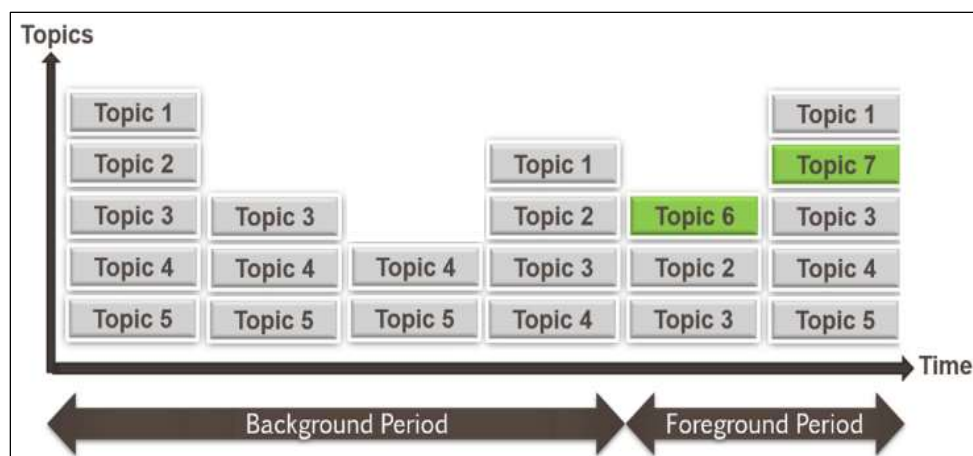 Topics
Topic 1 Topic 1
Topic 2 Topic 1 Topic 7
Topic 3 Topic 3 Topic 2 Topic 6 Topic 3
Topic 4 Topic 4 Topic 4 Topic 3 Topic 2 Topic 4
Topic 5 Topic 5 Topic 5 Topic 4 Topic 3 Topic 5
Time
Background Period Foreground Period